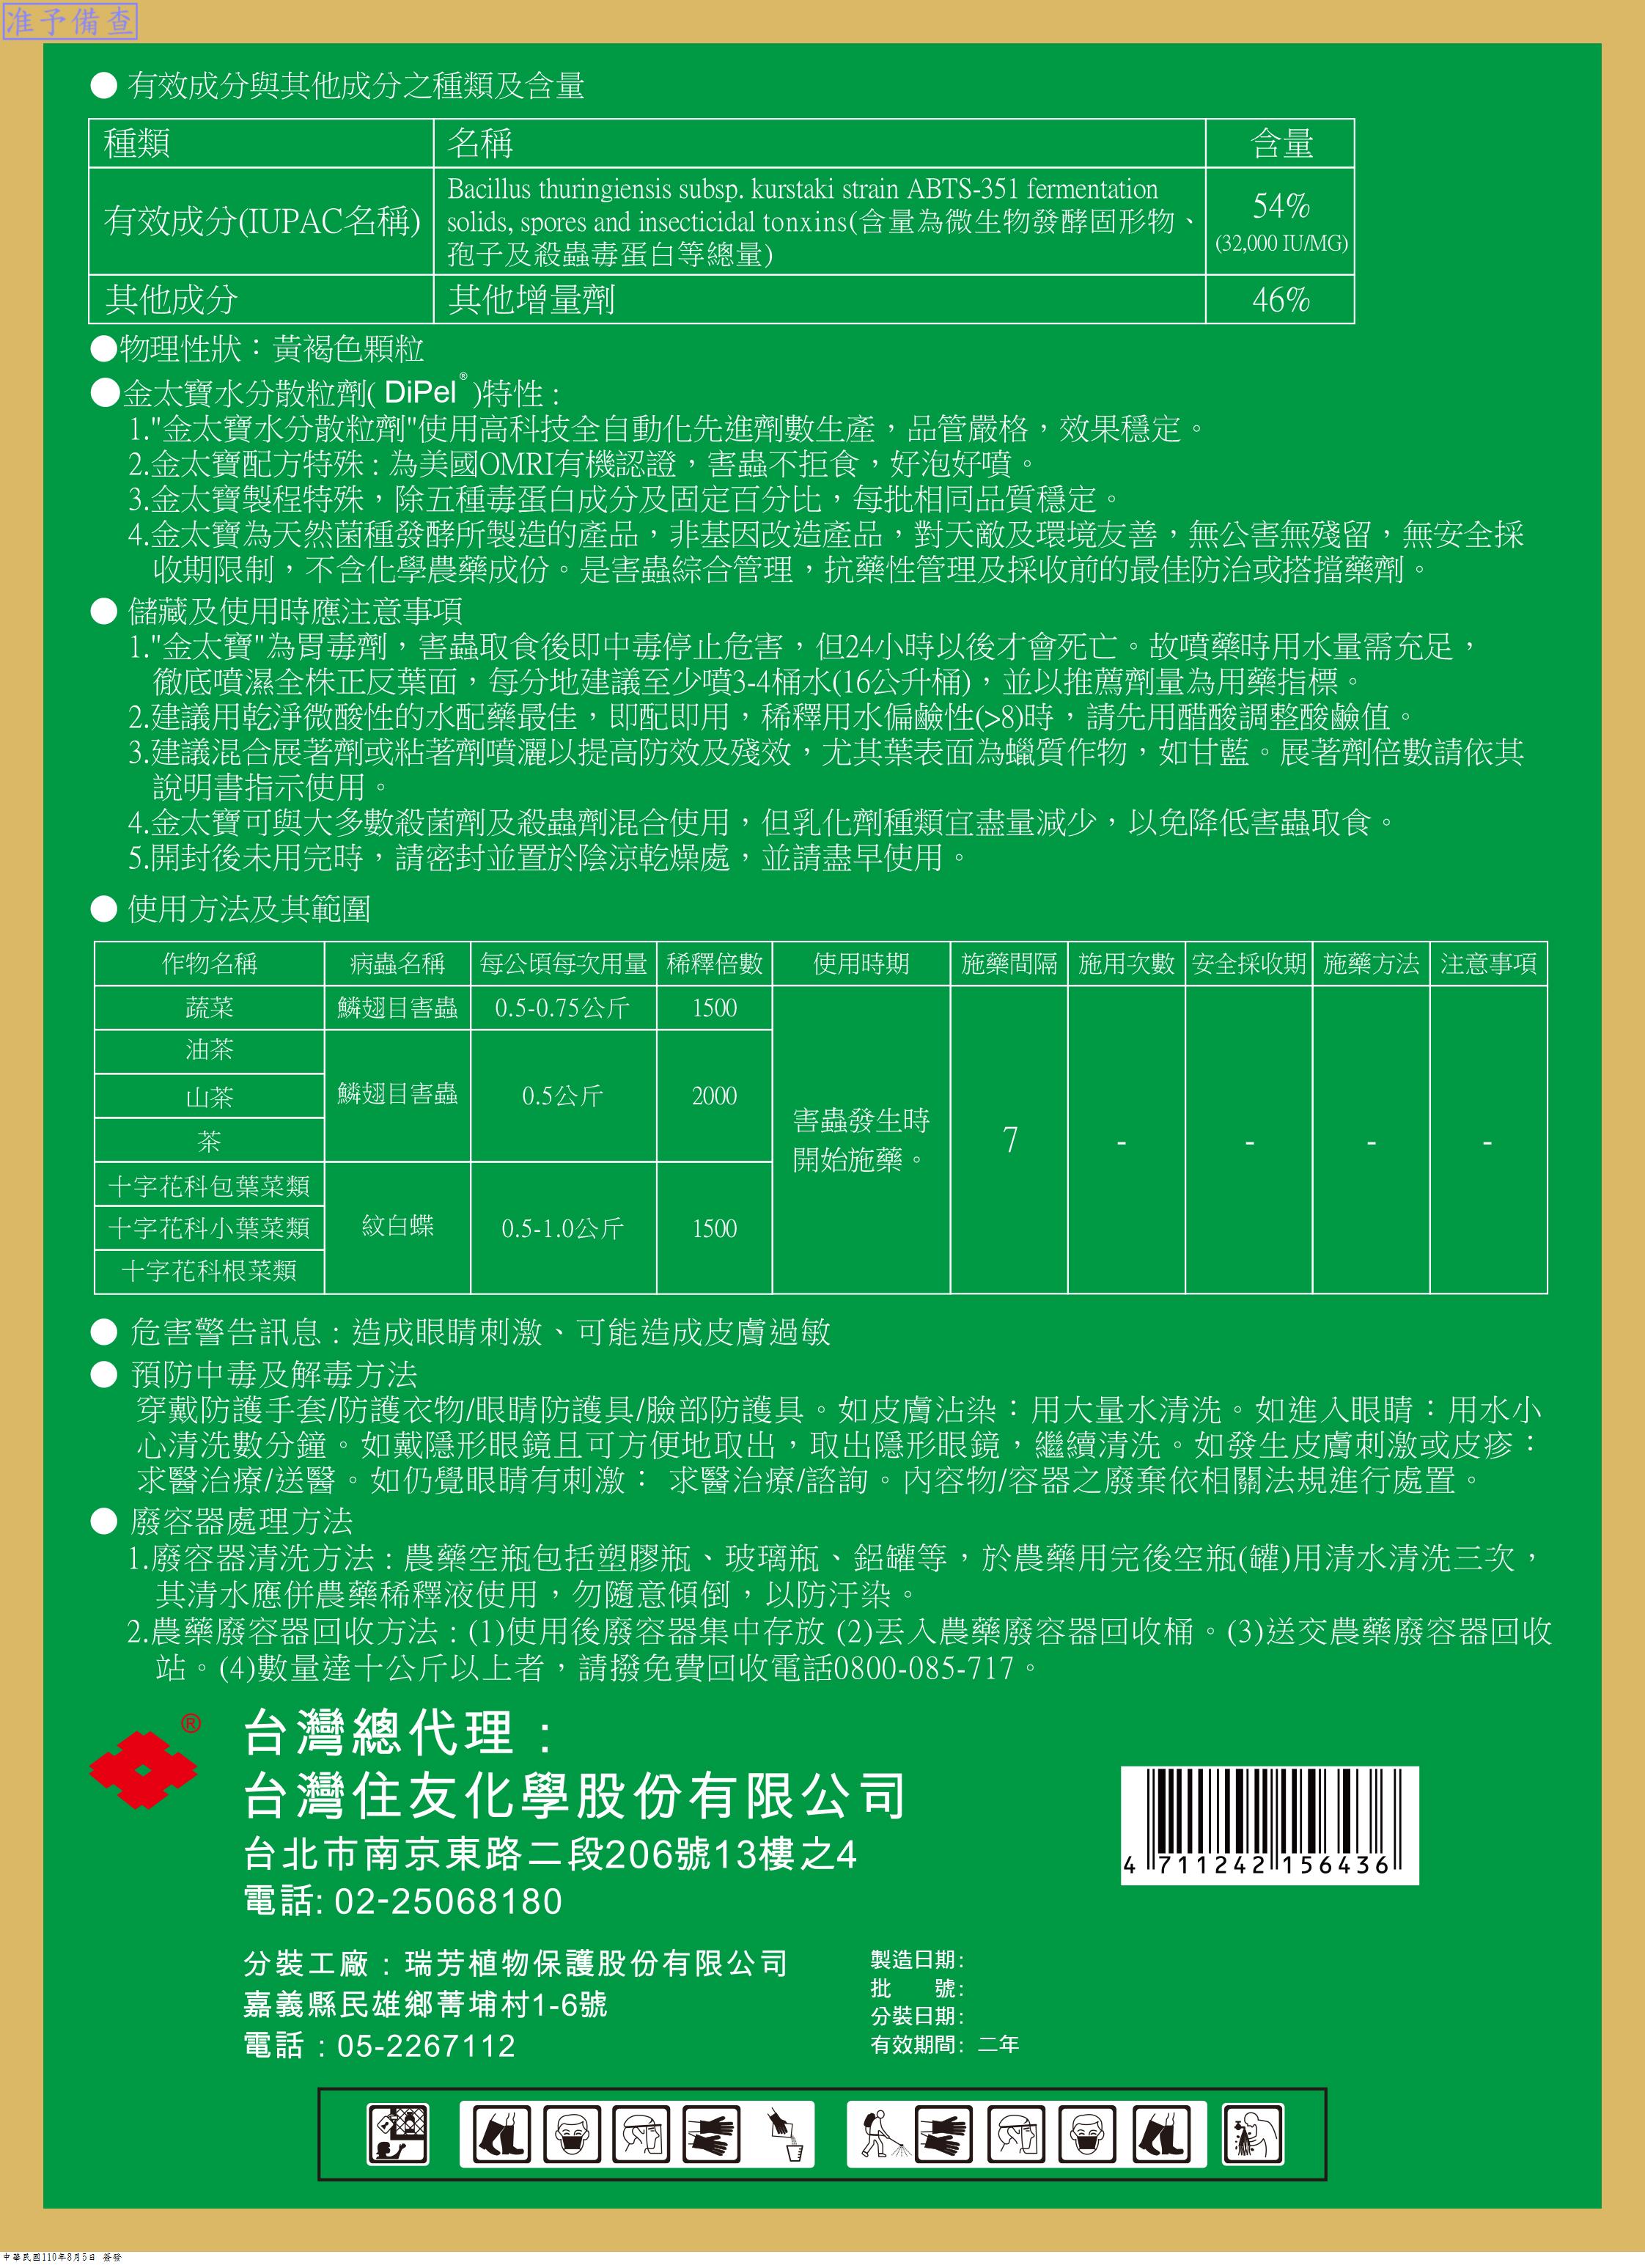 准予備查
● 有效成分與其他成分之種類及含量
種類 名稱 含量
有效成分(IUPAC名稱) Bacillus thuringiensis subsp. kurstaki strain ABTS-351 fermentation
solids, spores and insecticidal tonxins(含量為微生物發酵固形物、
孢子及殺蟲毒蛋白等總量) 54%
(32,000 IU/MG)
其他成分 其他增量劑 46%
●物理性狀：黃褐色顆粒
●金太寶水分散粒劑( DiPel® )特性 :
1."金太寶水分散粒劑"使用高科技全自動化先進劑數生產，品管嚴格，效果穩定。
2.金太寶配方特殊 : 為美國OMRI有機認證，害蟲不拒食，好泡好噴。
3.金太寶製程特殊，除五種毒蛋白成分及固定百分比，每批相同品質穩定。
4.金太寶為天然菌種發酵所製造的產品，非基因改造產品，對天敵及環境友善，無公害無殘留，無安全採
收期限制，不含化學農藥成份。是害蟲綜合管理，抗藥性管理及採收前的最佳防治或搭擋藥劑。
● 儲藏及使用時應注意事項
1."金太寶"為胃毒劑，害蟲取食後即中毒停止危害，但24小時以後才會死亡。故噴藥時用水量需充足，
徹底噴濕全株正反葉面，每分地建議至少噴3-4桶水(16公升桶)，並以推薦劑量為用藥指標。
2.建議用乾淨微酸性的水配藥最佳，即配即用，稀釋用水偏鹼性(>8)時，請先用醋酸調整酸鹼值。
3.建議混合展著劑或粘著劑噴灑以提高防效及殘效，尤其葉表面為蠟質作物，如甘藍。展著劑倍數請依其
說明書指示使用。
4.金太寶可與大多數殺菌劑及殺蟲劑混合使用，但乳化劑種類宜盡量減少，以免降低害蟲取食。
5.開封後未用完時，請密封並置於陰涼乾燥處，並請盡早使用。
● 使用方法及其範圍
作物名稱 病蟲名稱 每公頃每次用量 稀釋倍數 使用時期 施藥間隔 施用次數 安全採收期 施藥方法 注意事項
蔬菜 鱗翅目害蟲 0.5-0.75公斤 1500
油茶
山茶 鱗翅目害蟲 0.5公斤 2000
茶
害蟲發生時
開始施藥。 7 - - - -
十字花科包葉菜類
十字花科小葉菜類 紋白蝶 0.5-1.0公斤 1500
十字花科根菜類
● 危害警告訊息 : 造成眼睛刺激、可能造成皮膚過敏
● 預防中毒及解毒方法
穿戴防護手套/防護衣物/眼睛防護具/臉部防護具。如皮膚沾染：用大量水清洗。如進入眼睛：用水小
心清洗數分鐘。如戴隱形眼鏡且可方便地取出，取出隱形眼鏡，繼續清洗。如發生皮膚刺激或皮疹：
求醫治療/送醫。如仍覺眼睛有刺激： 求醫治療/諮詢。內容物/容器之廢棄依相關法規進行處置。
● 廢容器處理方法
1.廢容器清洗方法 : 農藥空瓶包括塑膠瓶、玻璃瓶、鋁罐等，於農藥用完後空瓶(罐)用清水清洗三次，
其清水應併農藥稀釋液使用，勿隨意傾倒，以防汙染。
2.農藥廢容器回收方法 : (1)使用後廢容器集中存放 (2)丟入農藥廢容器回收桶。(3)送交農藥廢容器回收
站。(4)數量達十公斤以上者，請撥免費回收電話0800-085-717。
®
台灣總代理：
台灣住友化學股份有限公司
台北市南京東路二段206號13樓之4
電話: 02-25068180
4 711242 156436
分裝工廠：瑞芳植物保護股份有限公司
嘉義縣民雄鄉菁埔村1-6號
電話：05-2267112
製造日期:
批 號:
分裝日期:
有效期間: 二年
中華民國110年8月5日 簽發